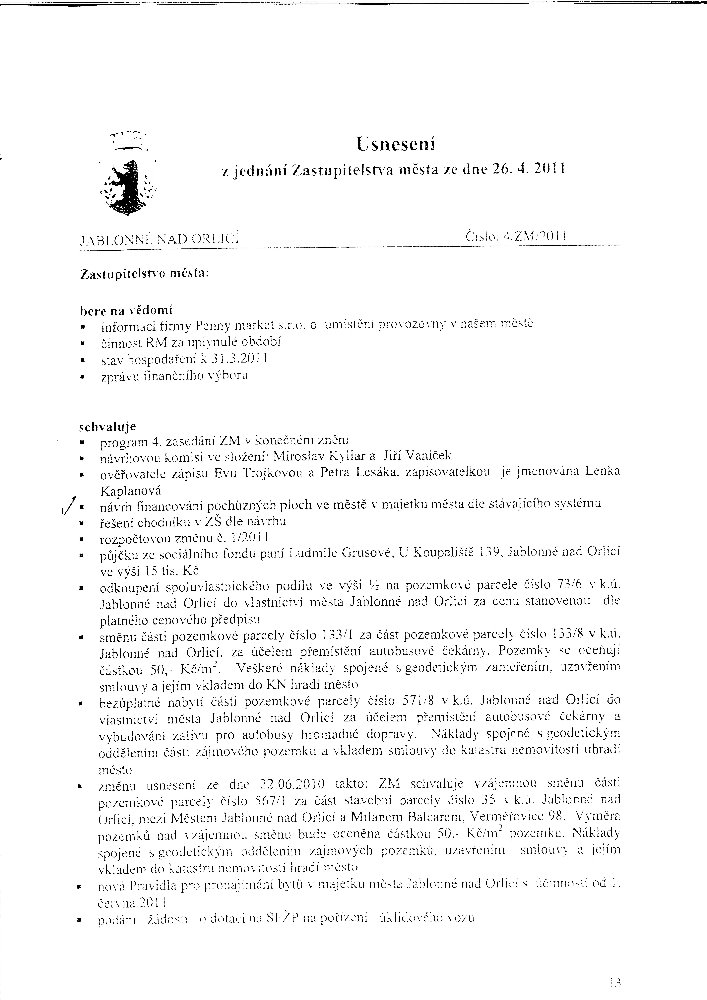 Usnesení
z jednání Zastupitelstva města ze dne 26. 4. 2011
JABLONNÉ NAD ORLICÍ
Číslo: 4.ZM/2011
Zastupitelstvo města:
bere na vědomí
▪ informaci firmy Penny market s.r.o. o umístění provozovny v našem městě
▪ činnost RM za uplynulé období
▪ stav hospodaření k 31.3.2011
▪ zprávu finančního výboru
schvaluje
▪ program 4. zasedání ZM v konečném znění
▪ návrhovou komisi ve složení: Miroslav Kyliar a Jiří Vaníček
▪ ověřovatele zápisu Evu Trojkovou a Petra Lesáka, zapisovatelkou je jmenována Lenka
Kaplanová
▪ návrh financování pochůzných ploch ve městě v majetku města dle stávajícího systému
▪ řešení chodníku v ZŠ dle návrhu
▪ rozpočtovou změnu č. 1/2011
▪ půjčku ze sociálního fondu paní Ludmile Grusové, U Koupaliště 139, Jablonné nad Orlicí
ve výši 15 tis. Kč
▪ odkoupení spoluvlastnického podílu ve výši ½ na pozemkové parcele číslo 73/6 v k.ú.
Jablonné nad Orlicí do vlastnictví města Jablonné nad Orlicí za cenu stanovenou dle
platného cenového předpisu
▪ směnu části pozemkové parcely číslo 133/1 za část pozemkové parcely číslo 133/8 v k.ú.
Jablonné nad Orlicí, za účelem přemístění autobusové čekárny. Pozemky se oceňují
částkou 50,- Kč/m². Veškeré náklady spojené s geodetickým zaměřením, uzavřením
smlouvy a jejím vkladem do KN hradí město
▪ bezúplatné nabytí části pozemkové parcely číslo 571/8 v k.ú. Jablonné nad Orlicí do
vlastnictví města Jablonné nad Orlicí za účelem přemístění autobusové čekárny a
vybudování zálivu pro autobusy hromadné dopravy. Náklady spojené s geodetickým
oddělením části zájmového pozemku a vkladem smlouvy do katastru nemovitostí uhradí
město
▪ změnu usnesení ze dne 22.06.2010 takto: ZM schvaluje vzájemnou směnu části
pozemkové parcely číslo 567/1 za část stavební parcely číslo 35 v k.ú. Jablonné nad
Orlicí, mezi Městem Jablonné nad Orlicí a Milanem Balcarem, Verměřovice 98. Výměra
pozemků nad vzájemnou směnu bude oceněna částkou 50,- Kč/m² pozemku. Náklady
spojené s geodetickým oddělením zájmových pozemků, uzavřením smlouvy a jejím
vkladem do katastru nemovitostí hradí město
▪ nová Pravidla pro pronajímání bytů v majetku města Jablonné nad Orlicí s účinností od 1.
června 2011
▪ podání žádosti o dotaci na SFŽP na pořízení úklidového vozu
13